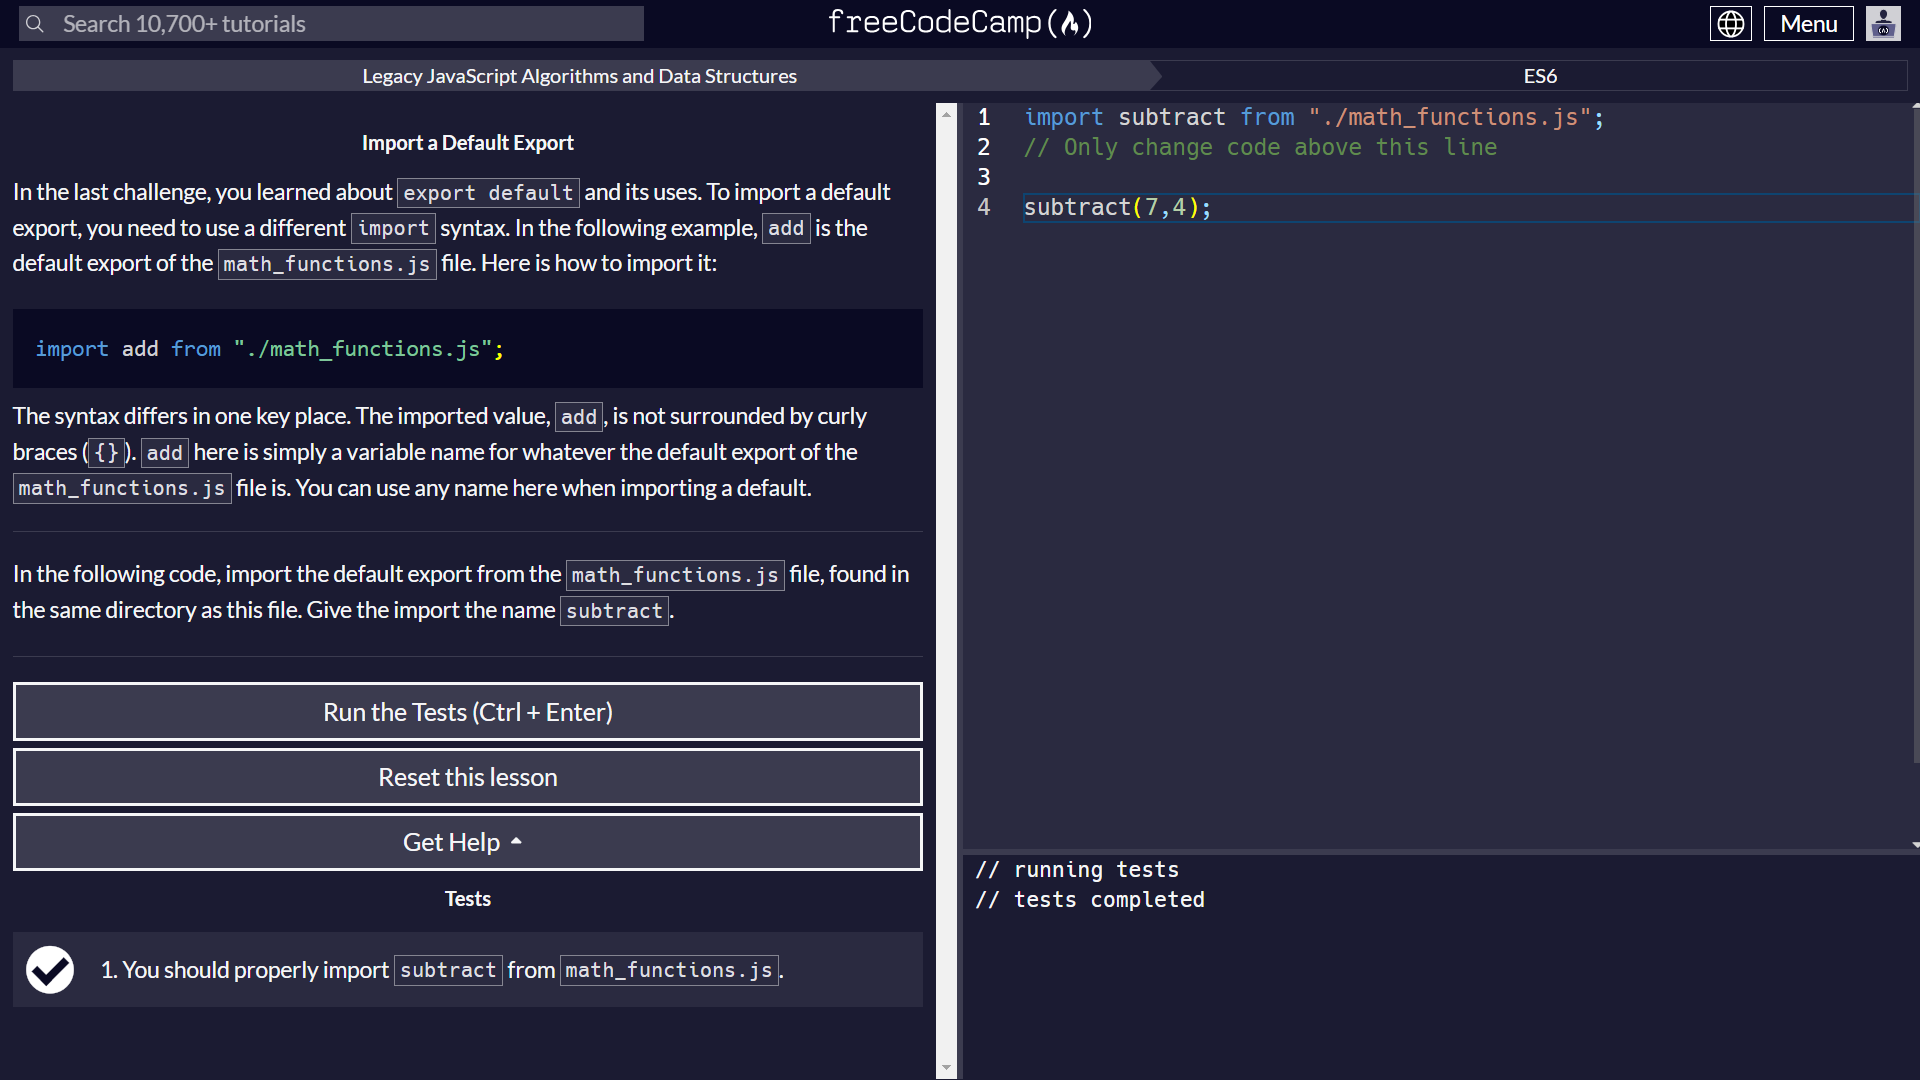 Search 10,700+ tutorials
freeCodeCamp(🔥)
Menu
Legacy JavaScript Algorithms and Data Structures
ES6
Import a Default Export
In the last challenge, you learned about export default and its uses. To import a default
export, you need to use a different import syntax. In the following example, add is the
default export of the math_functions.js file. Here is how to import it:
import add from "./math_functions.js";
The syntax differs in one key place. The imported value, add, is not surrounded by curly
braces ({}). add here is simply a variable name for whatever the default export of the
math_functions.js file is. You can use any name here when importing a default.
In the following code, import the default export from the math_functions.js file, found in
the same directory as this file. Give the import the name subtract.
Run the Tests (Ctrl + Enter)
Reset this lesson
Get Help
Tests
1. You should properly import subtract from math_functions.js.
1 import subtract from "./math_functions.js";
2 // Only change code above this line
3
4 subtract(7,4);
// running tests
// tests completed